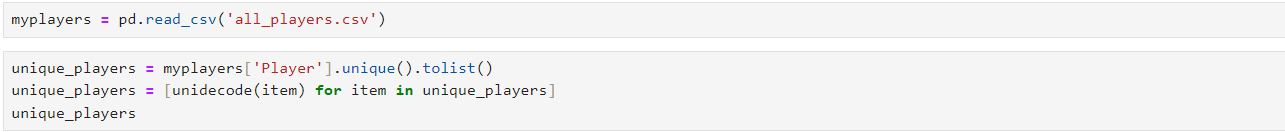 myplayers = pd.read_csv('all_players.csv')
unique_players = myplayers['Player'].unique().tolist()
unique_players = [unidecode(item) for item in unique_players]
unique_players